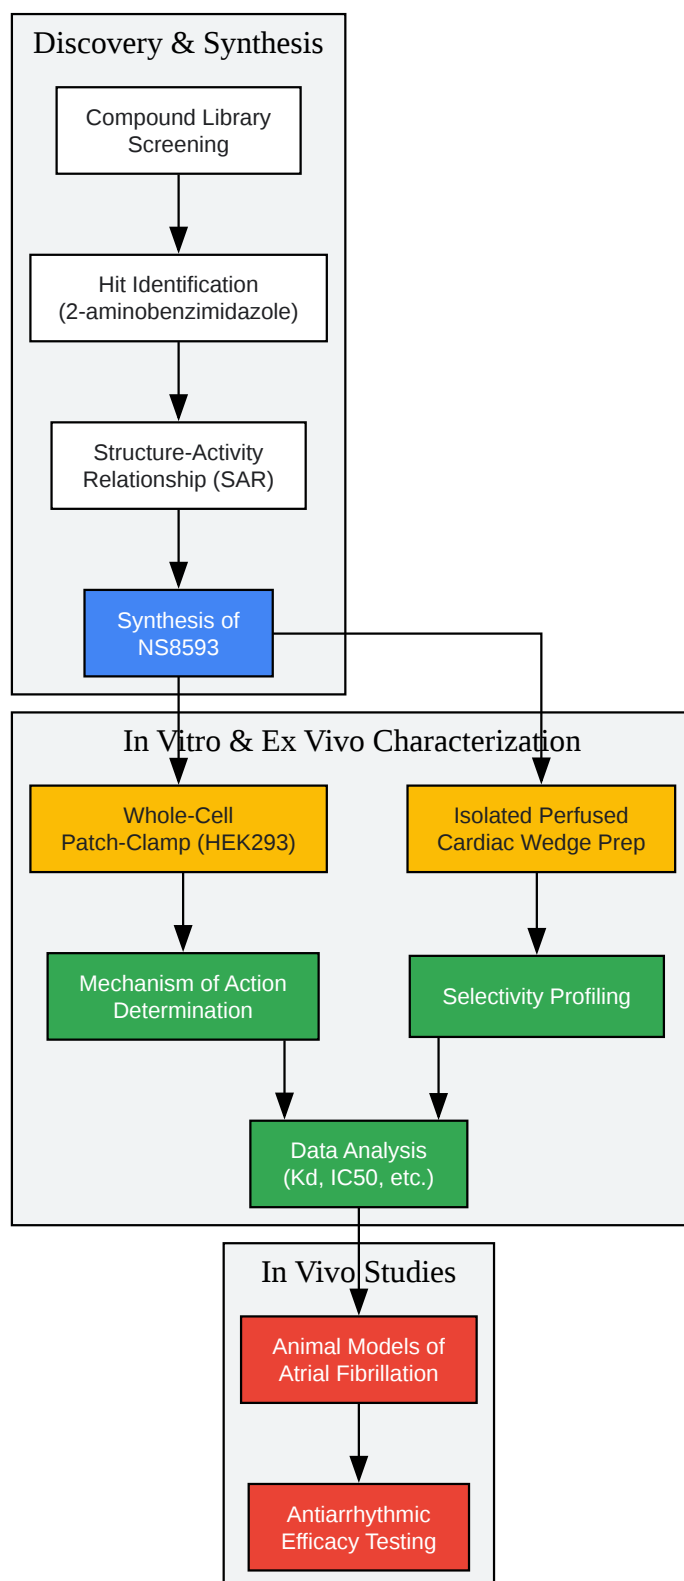 Discovery & Synthesis
Compound Library
Screening
Hit Identification
(2-aminobenzimidazole)
Structure-Activity
Relationship (SAR)
Synthesis of
NS8593
In Vitro & Ex Vivo Characterization
Whole-Cell
Patch-Clamp (HEK293)
Isolated Perfused
Cardiac Wedge Prep
Mechanism of Action
Determination
Selectivity Profiling
Data Analysis
(Kd, IC50, etc.)
In Vivo Studies
Animal Models of
Atrial Fibrillation
Antiarrhythmic
Efficacy Testing